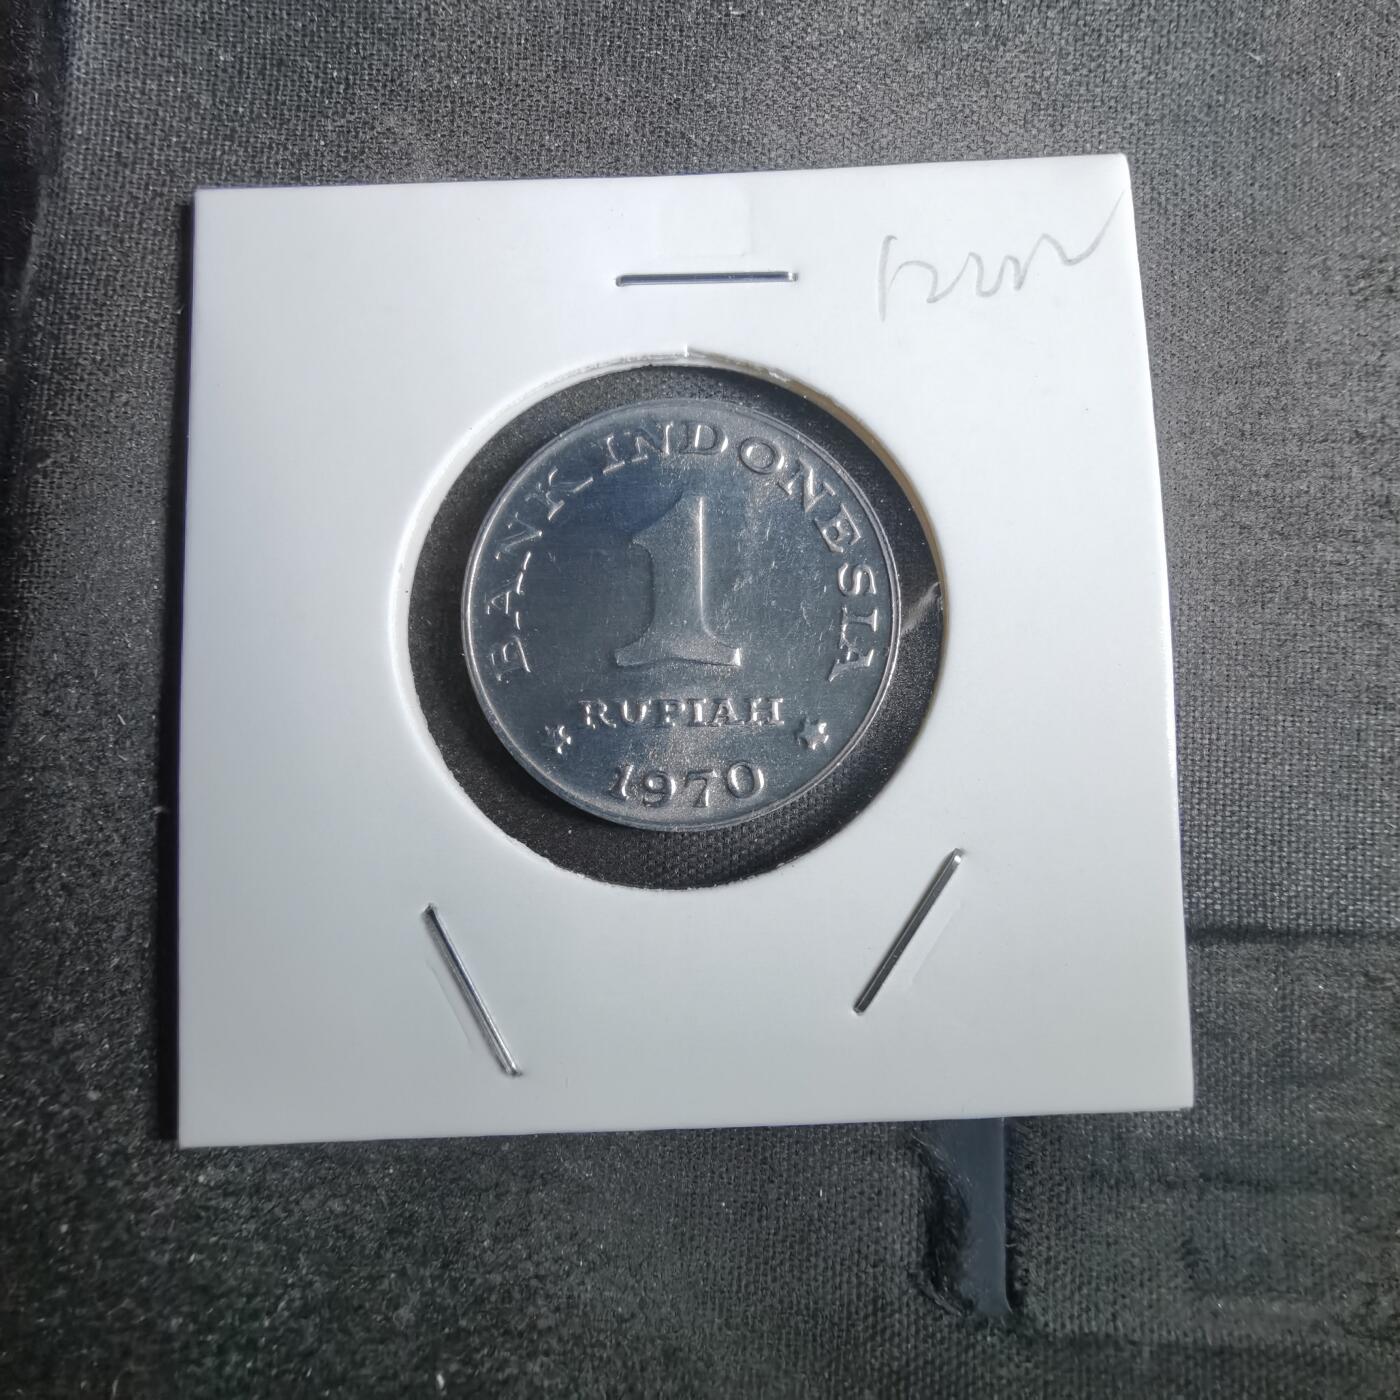 BANK INDONESIA
1
RUPIAH
1970